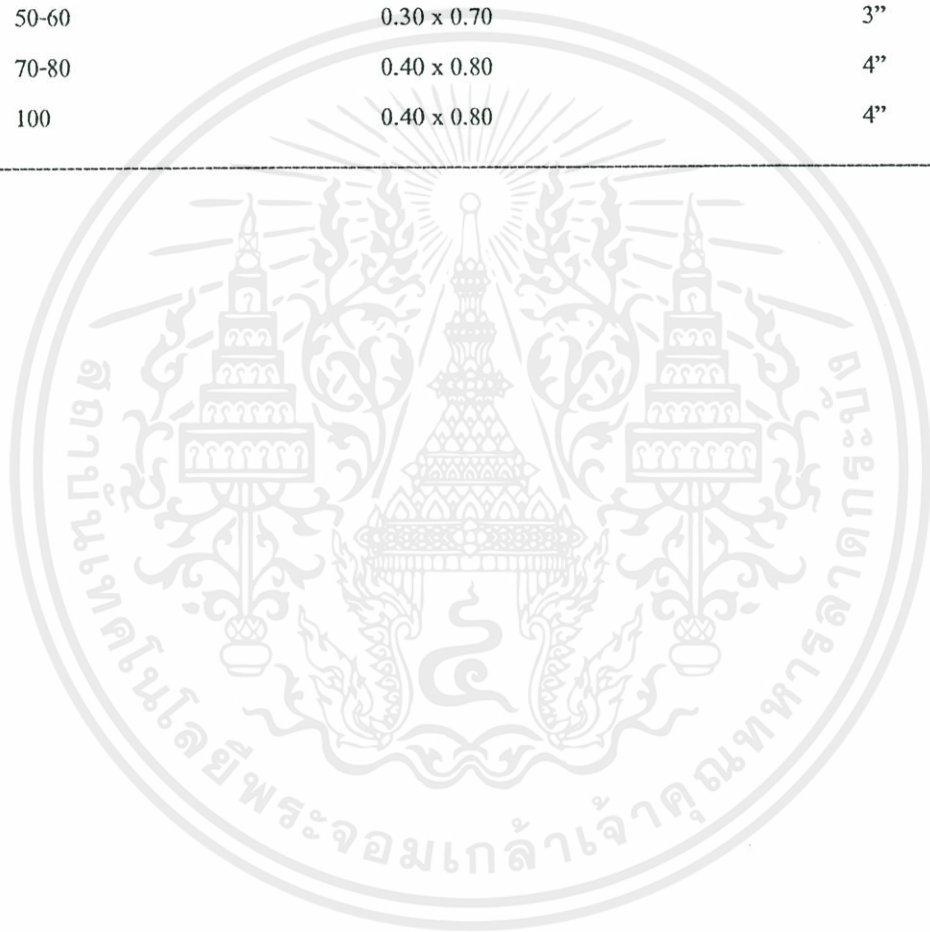 50-60 0.30 x 0.70 3”
70-80 0.40 x 0.80 4”
100 0.40 x 0.80 4”
สถาบันเทคโนโลยีพระจอมเกล้าเจ้าคุณทหารลาดกระบัง